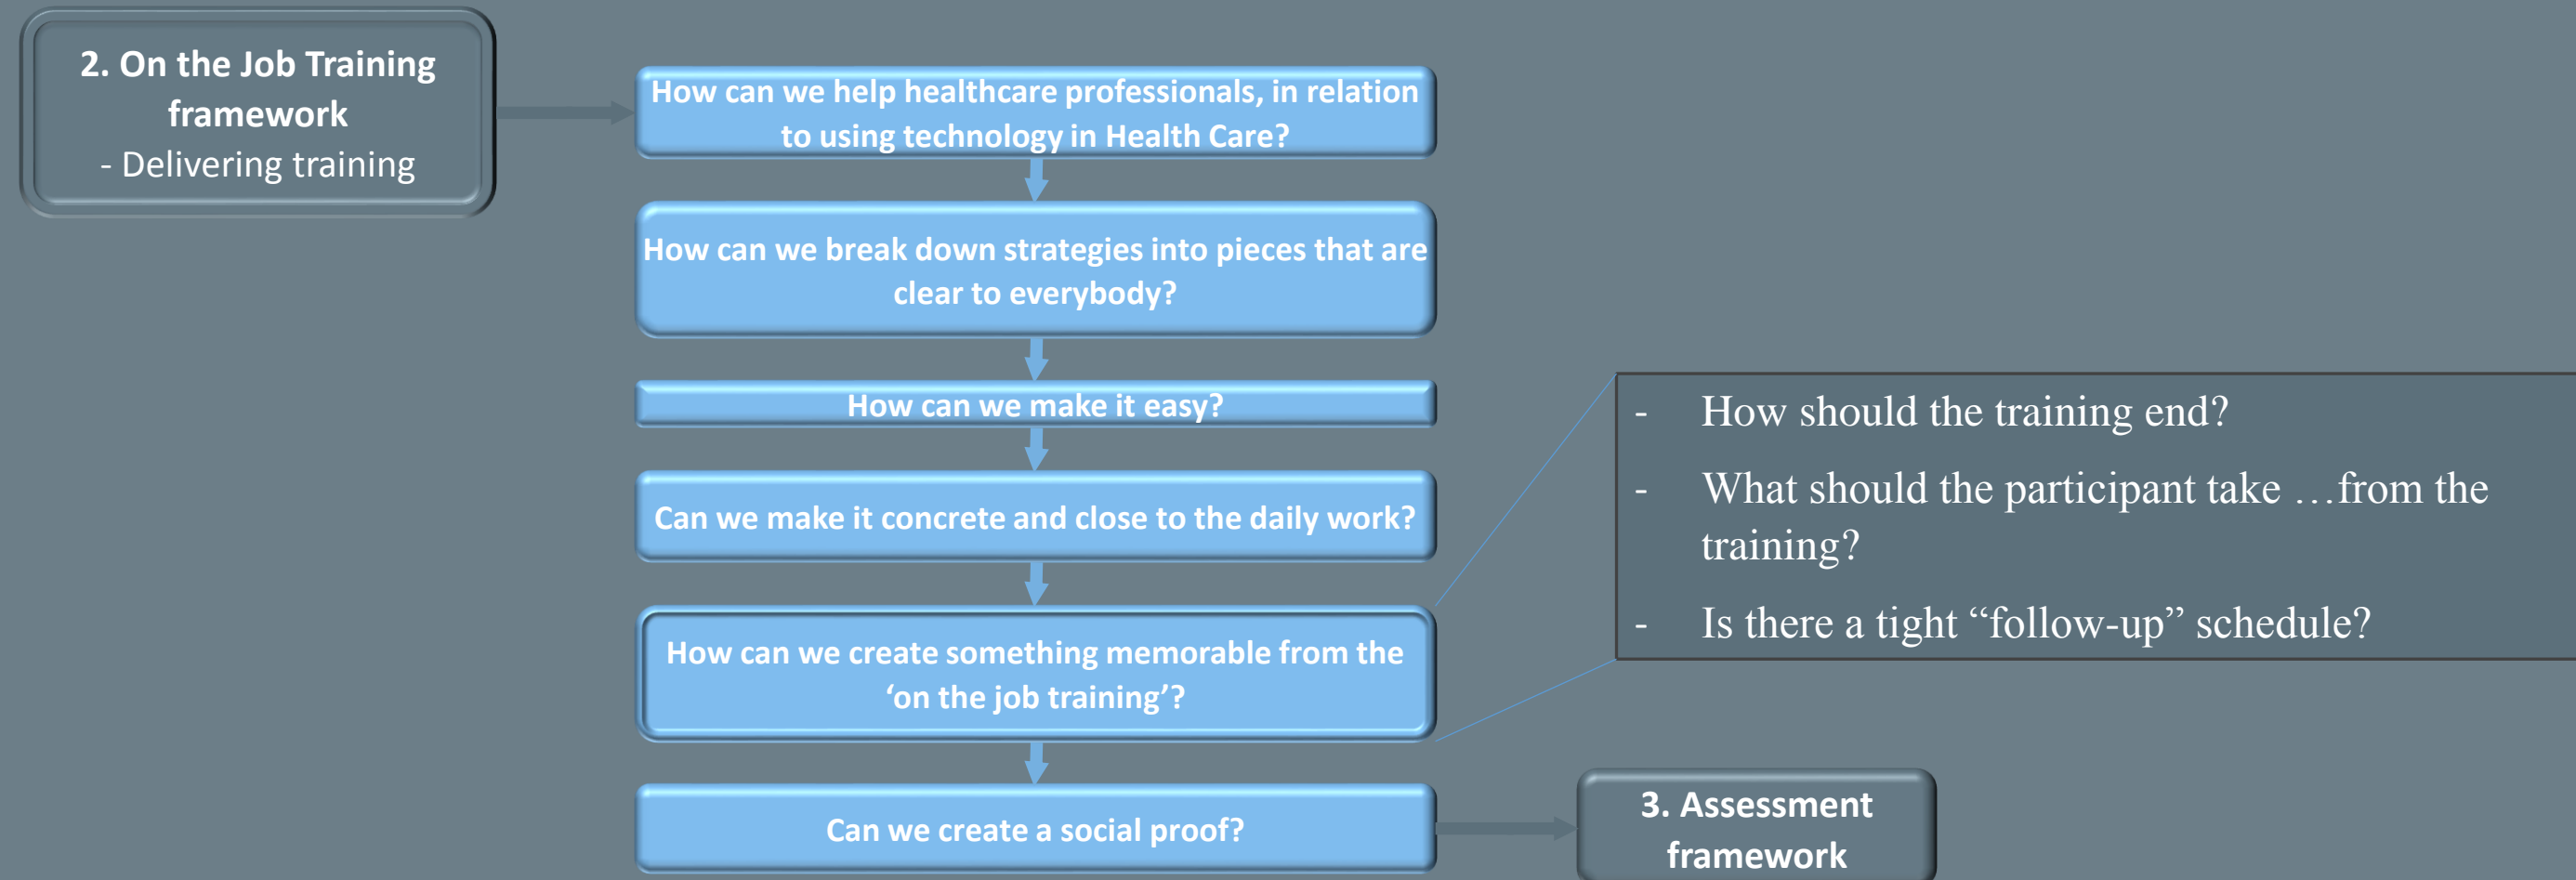 2. On the Job Training
framework
- Delivering training
How can we help healthcare professionals, in relation
to using technology in Health Care?
How can we break down strategies into pieces that are
clear to everybody?
How can we make it easy?
Can we make it concrete and close to the daily work?
How can we create something memorable from the
‘on the job training’?
- How should the training end?
- What should the participant take …from the
training?
- Is there a tight “follow-up” schedule?
Can we create a social proof?
3. Assessment
framework